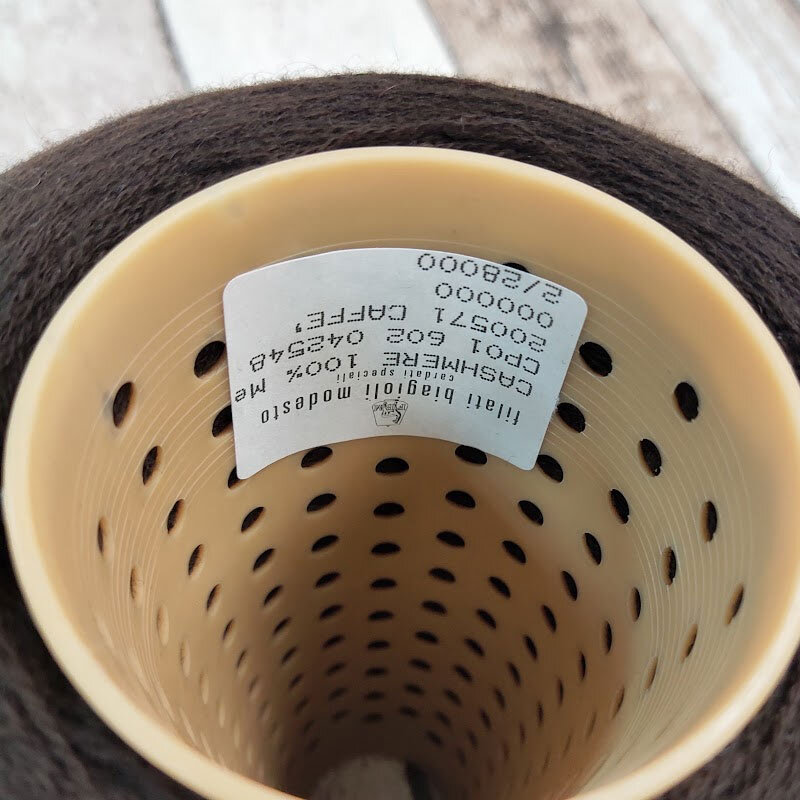 filati biagioli modesto
cardati speciali
CASHMERE 100% Me
CP01 602 042548
200571 CAFFE'
000000
2/28000